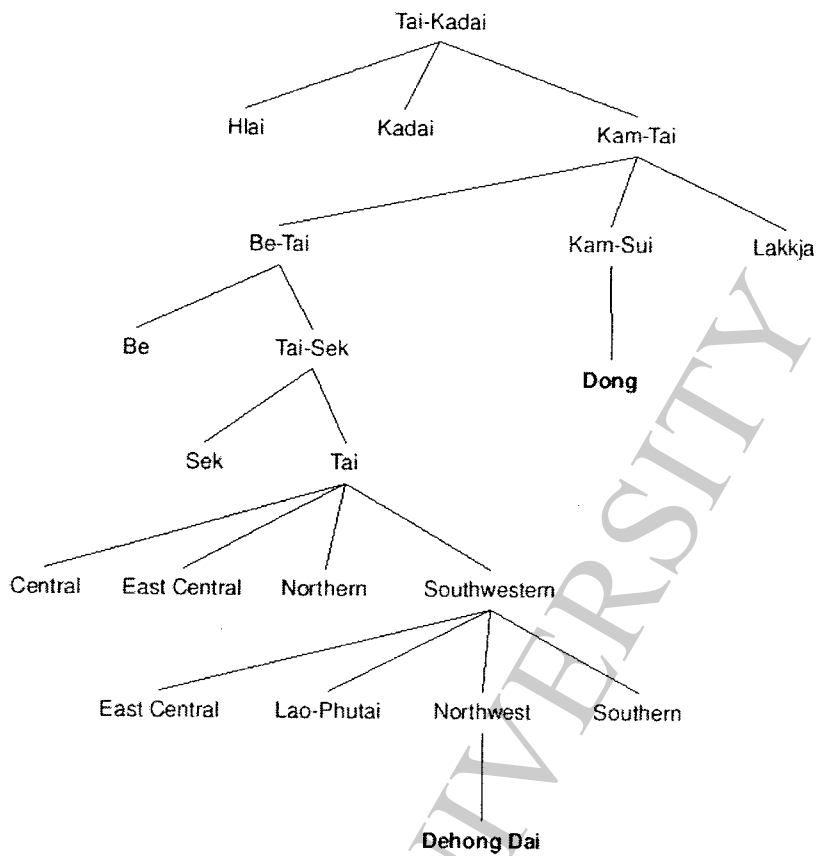 Tai-Kadai
Hlai Kadai Kam-Tai
Be-Tai Kam-Sui Lakkja
Be Tai-Sek
Dong
Sek Tai
Central East Central Northern Southwestern
East Central Lao-Phutai Northwest Southern
Dehong Dai